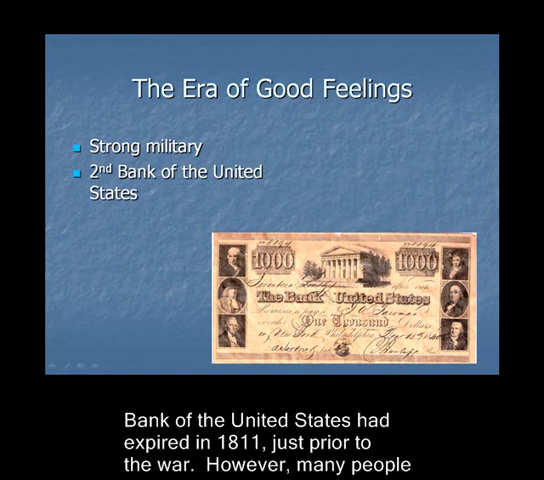 The Era of Good Feelings
Strong military
2nd Bank of the United
States
1000 1000
The Bank United States
One Thousand Dollars
Philadelphia
Bank of the United States had
expired in 1811, just prior to
the war. However, many people